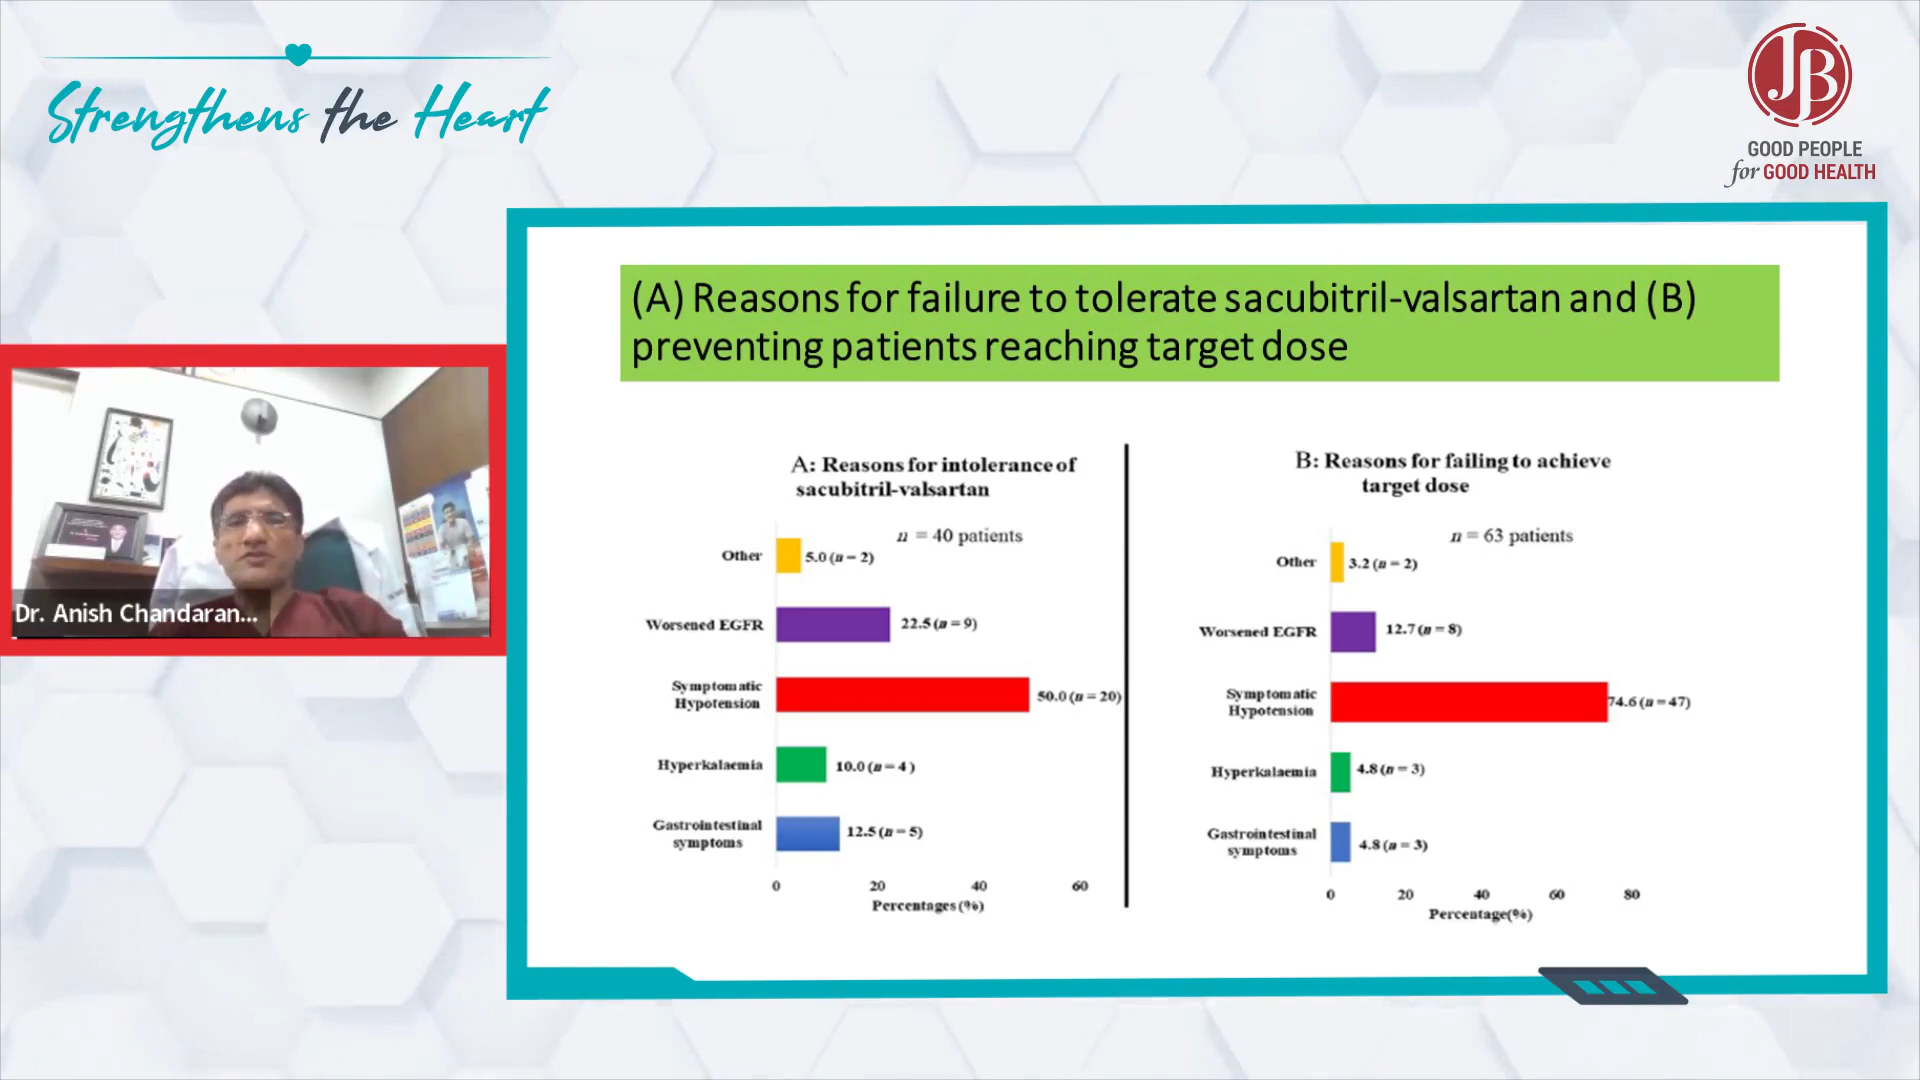 Strengthens the Heart
JB
GOOD PEOPLE
for GOOD HEALTH
(A) Reasons for failure to tolerate sacubitril-valsartan and (B)
preventing patients reaching target dose
Dr. Anish Chandaran...
A: Reasons for intolerance of
sacubitril-valsartan
n = 40 patients
Other
5.0 (n = 2)
Worsened EGFR
22.5 (n = 9)
Symptomatic
Hypotension
50.0 (n = 20)
Hyperkalaemia
10.0 (n = 4 )
Gastrointestinal
symptoms
12.5 (n = 5)
0 20 40 60
Percentages (%)
B: Reasons for failing to achieve
target dose
n = 63 patients
Other
3.2 (n = 2)
Worsened EGFR
12.7 (n = 8)
Symptomatic
Hypotension
74.6 (n = 47)
Hyperkalaemia
4.8 (n = 3)
Gastrointestinal
symptoms
4.8 (n = 3)
0 20 40 60 80
Percentage(%)